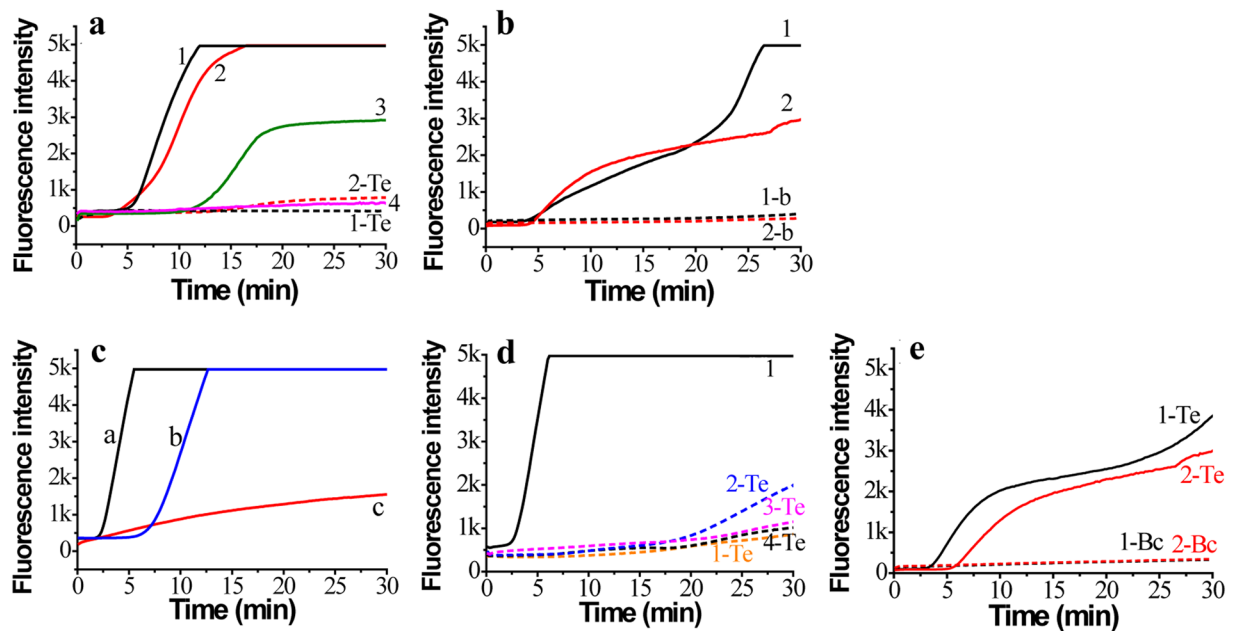 a
Fluorescence intensity
5k
4k
3k
2k
1k
0
1
2
3
2-Te
4
1-Te
0 5 10 15 20 25 30
Time (min)
b
Fluorescence intensity
5k
4k
3k
2k
1k
0
1
2
1-b
2-b
0 5 10 15 20 25 30
Time (min)
c
Fluorescence intensity
5k
4k
3k
2k
1k
0
a
b
c
0 5 10 15 20 25 30
Time (min)
d
Fluorescence intensity
5k
4k
3k
2k
1k
0
1
2-Te
3-Te
4-Te
1-Te
0 5 10 15 20 25 30
Time (min)
e
Fluorescence intensity
5k
4k
3k
2k
1k
0
1-Te
2-Te
1-Bc 2-Bc
0 5 10 15 20 25 30
Time (min)